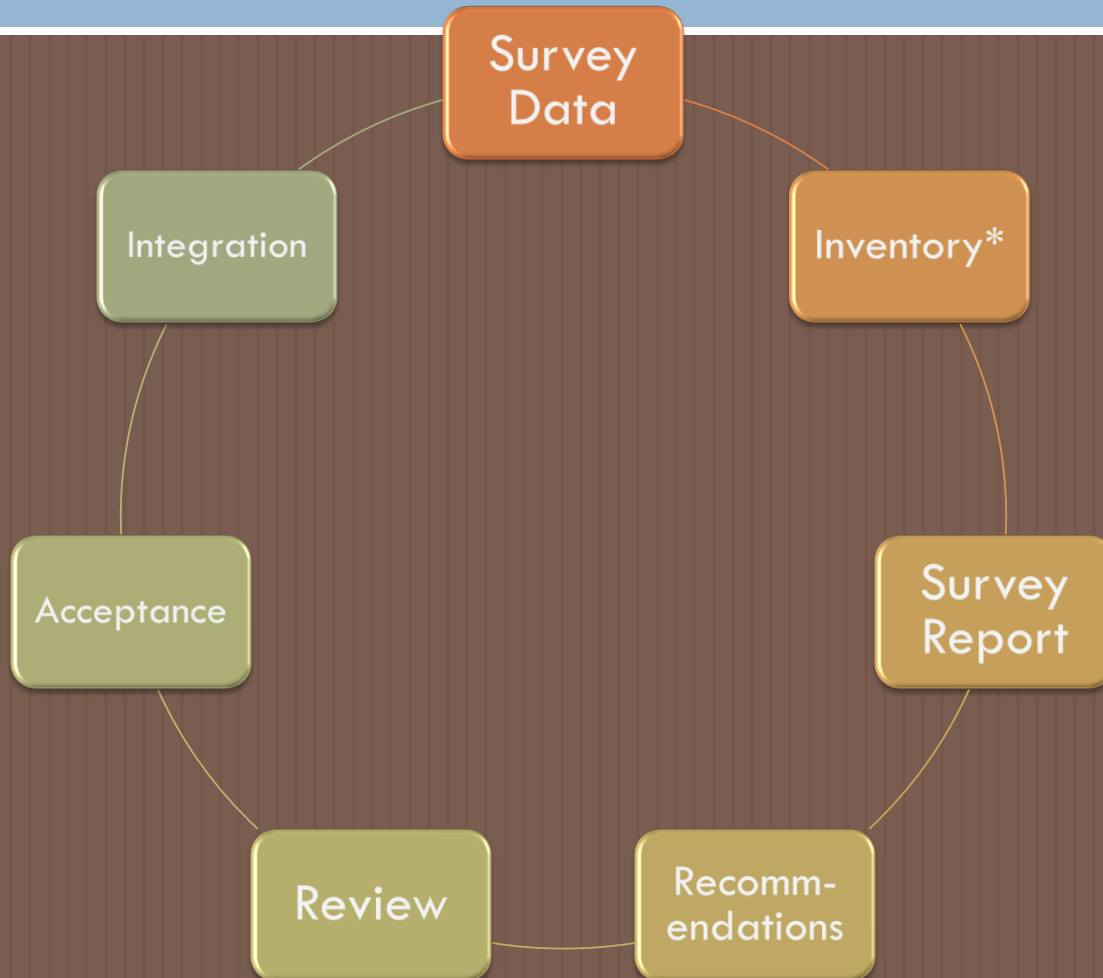 Survey
Data
Inventory*
Survey
Report
Recomm-
endations
Review
Acceptance
Integration